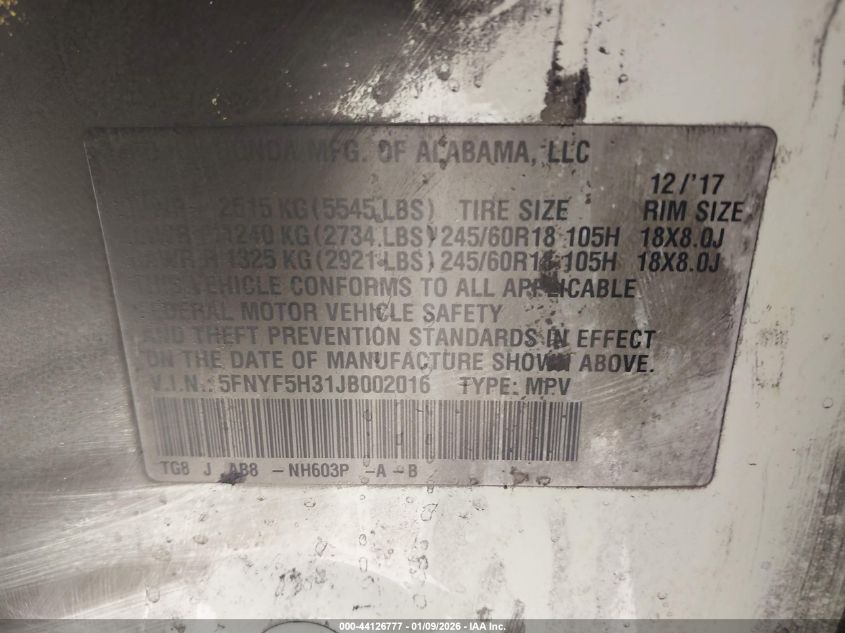 HONDA MFG. OF ALABAMA, LLC
12/'17
2515 KG (5545 LBS) TIRE SIZE RIM SIZE
1240 KG (2734 LBS) 245/60R18 105H 18X8.0J
1325 KG (2921 LBS) 245/60R18 105H 18X8.0J
THIS VEHICLE CONFORMS TO ALL APPLICABLE
FEDERAL MOTOR VEHICLE SAFETY
AND THEFT PREVENTION STANDARDS IN EFFECT
ON THE DATE OF MANUFACTURE SHOWN ABOVE.
V.I.N.: 5FNYF5H31JB002016 TYPE: MPV
TG8 J AB8 -NH603P -A -B
000-44126777 - 01/09/2026 - IAA Inc.